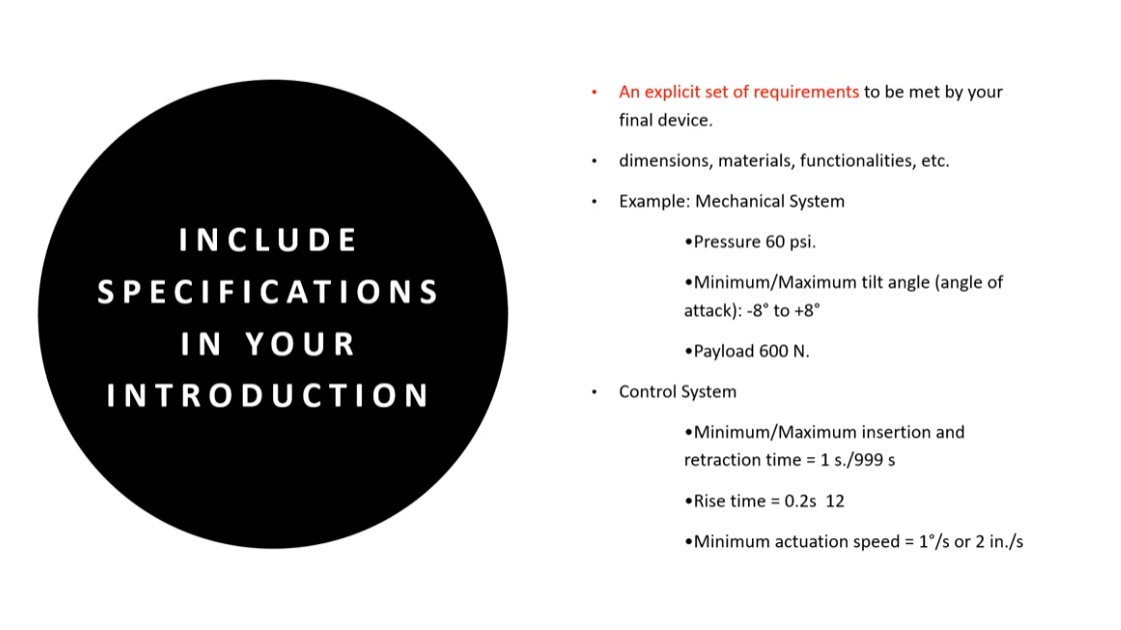 INCLUDE
SPECIFICATIONS
IN YOUR
INTRODUCTION
• An explicit set of requirements to be met by your
final device.
• dimensions, materials, functionalities, etc.
• Example: Mechanical System
•Pressure 60 psi.
•Minimum/Maximum tilt angle (angle of
attack): -8° to +8°
•Payload 600 N.
• Control System
•Minimum/Maximum insertion and
retraction time = 1 s./999 s
•Rise time = 0.2s  12
•Minimum actuation speed = 1°/s or 2 in./s